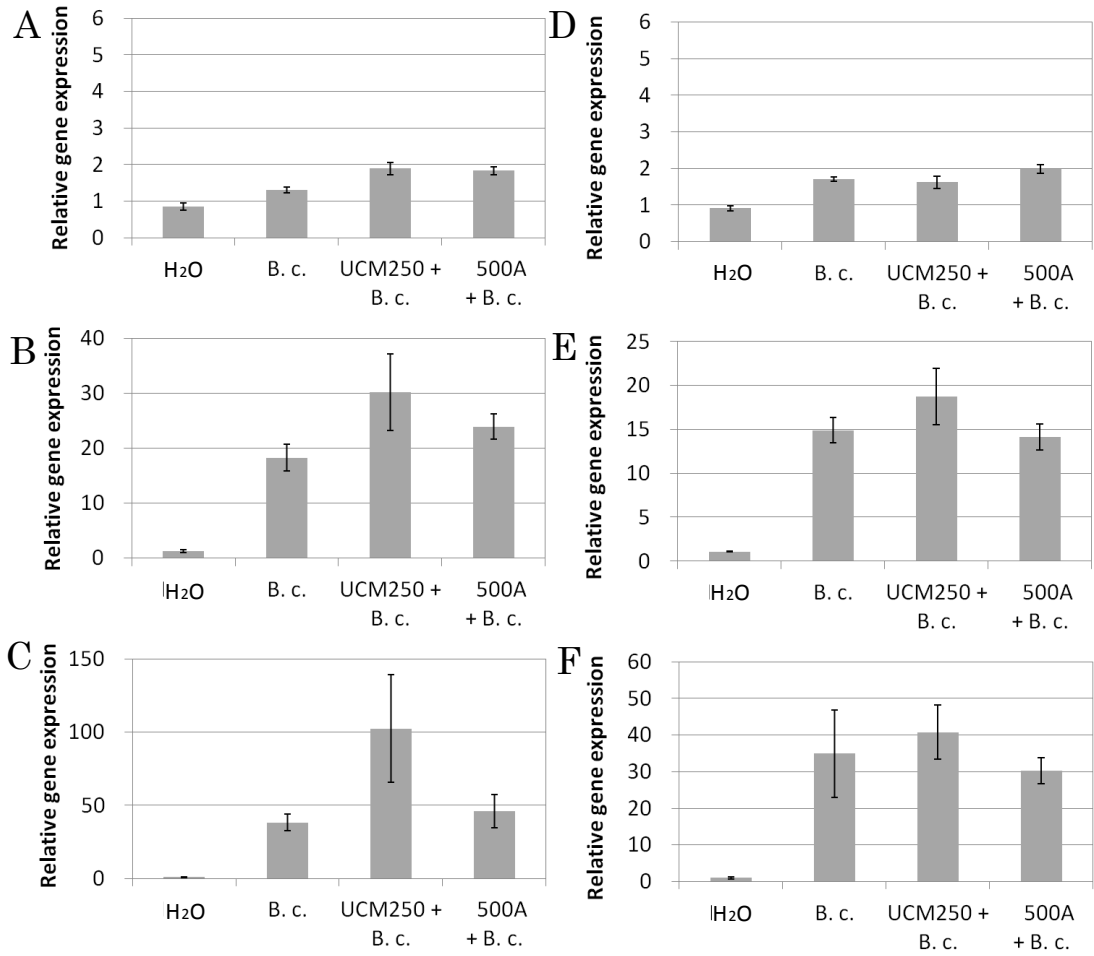 A
Relative gene expression
6
5
4
3
2
1
0
H₂O
B. c.
UCM250 +
B. c.
500A
+ B. c.
D
Relative gene expression
6
5
4
3
2
1
0
H₂O
B. c.
UCM250 +
B. c.
500A
+ B. c.
B
Relative gene expression
40
30
20
10
0
H₂O
B. c.
UCM250 +
B. c.
500A
+ B. c.
E
Relative gene expression
25
20
15
10
5
0
H₂O
B. c.
UCM250 +
B. c.
500A
+ B. c.
C
Relative gene expression
150
100
50
0
H₂O
B. c.
UCM250 +
B. c.
500A
+ B. c.
F
Relative gene expression
60
50
40
30
20
10
0
H₂O
B. c.
UCM250 +
B. c.
500A
+ B. c.